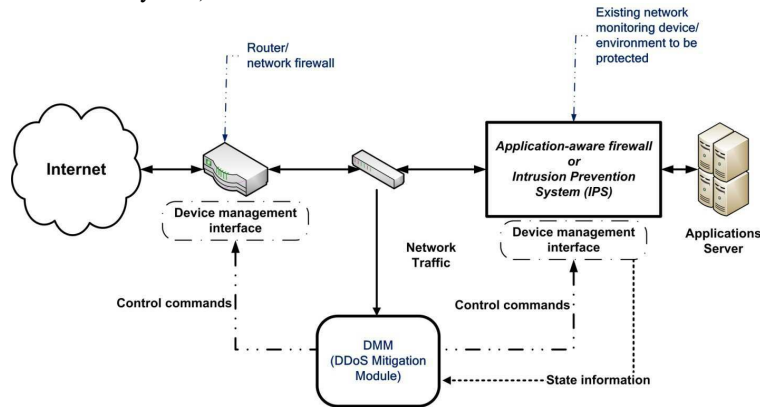 Existing network
monitoring device/
environment to be
protected
Router/
network firewall
Internet
Application-aware firewall
or
Intrusion Prevention
System (IPS)
Device management
interface
Device management
interface
Applications
Server
Network
Traffic
Control commands
Control commands
DMM
(DDoS Mitigation
Module)
State information